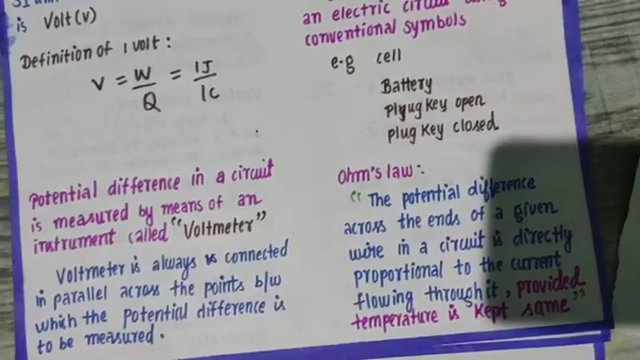 is Volt (V)
Definition of 1 volt :
V = W/Q = 1J/1C
Potential difference in a circuit
is measured by means of an
instrument called "Voltmeter"
Voltmeter is always is connected
in parallel across the points b/w
which the potential difference is
to be measured.
an electric
conventional symbols
e.g cell
Battery
Plyug Key open
plug Key closed
Ohm's law :-
"The potential difference
across the ends of a given
wire in a circuit is directly
proportional to the current
flowing through it, provided
temperature is kept same"